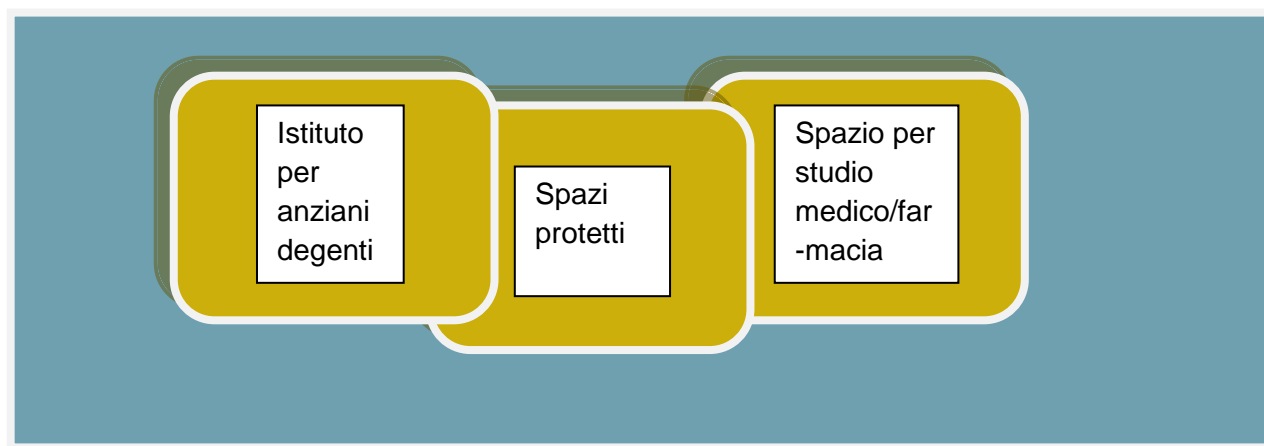 Istituto
per
anziani
degenti
Spazi
protetti
Spazio per
studio
medico/far
-macia